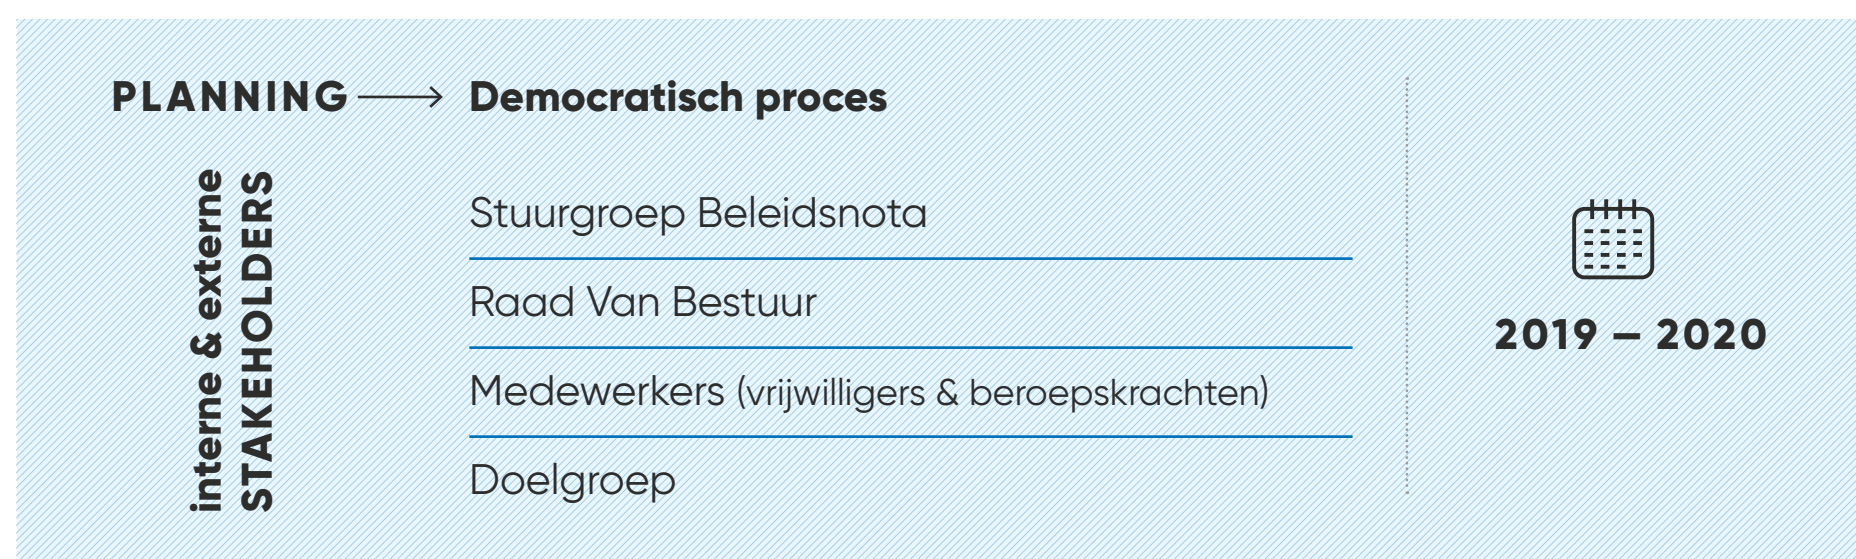 PLANNING → Democratisch proces
interne & externe
STAKEHOLDERS
Stuurgroep Beleidsnota
Raad Van Bestuur
Medewerkers (vrijwilligers & beroepskrachten)
Doelgroep
2019 – 2020